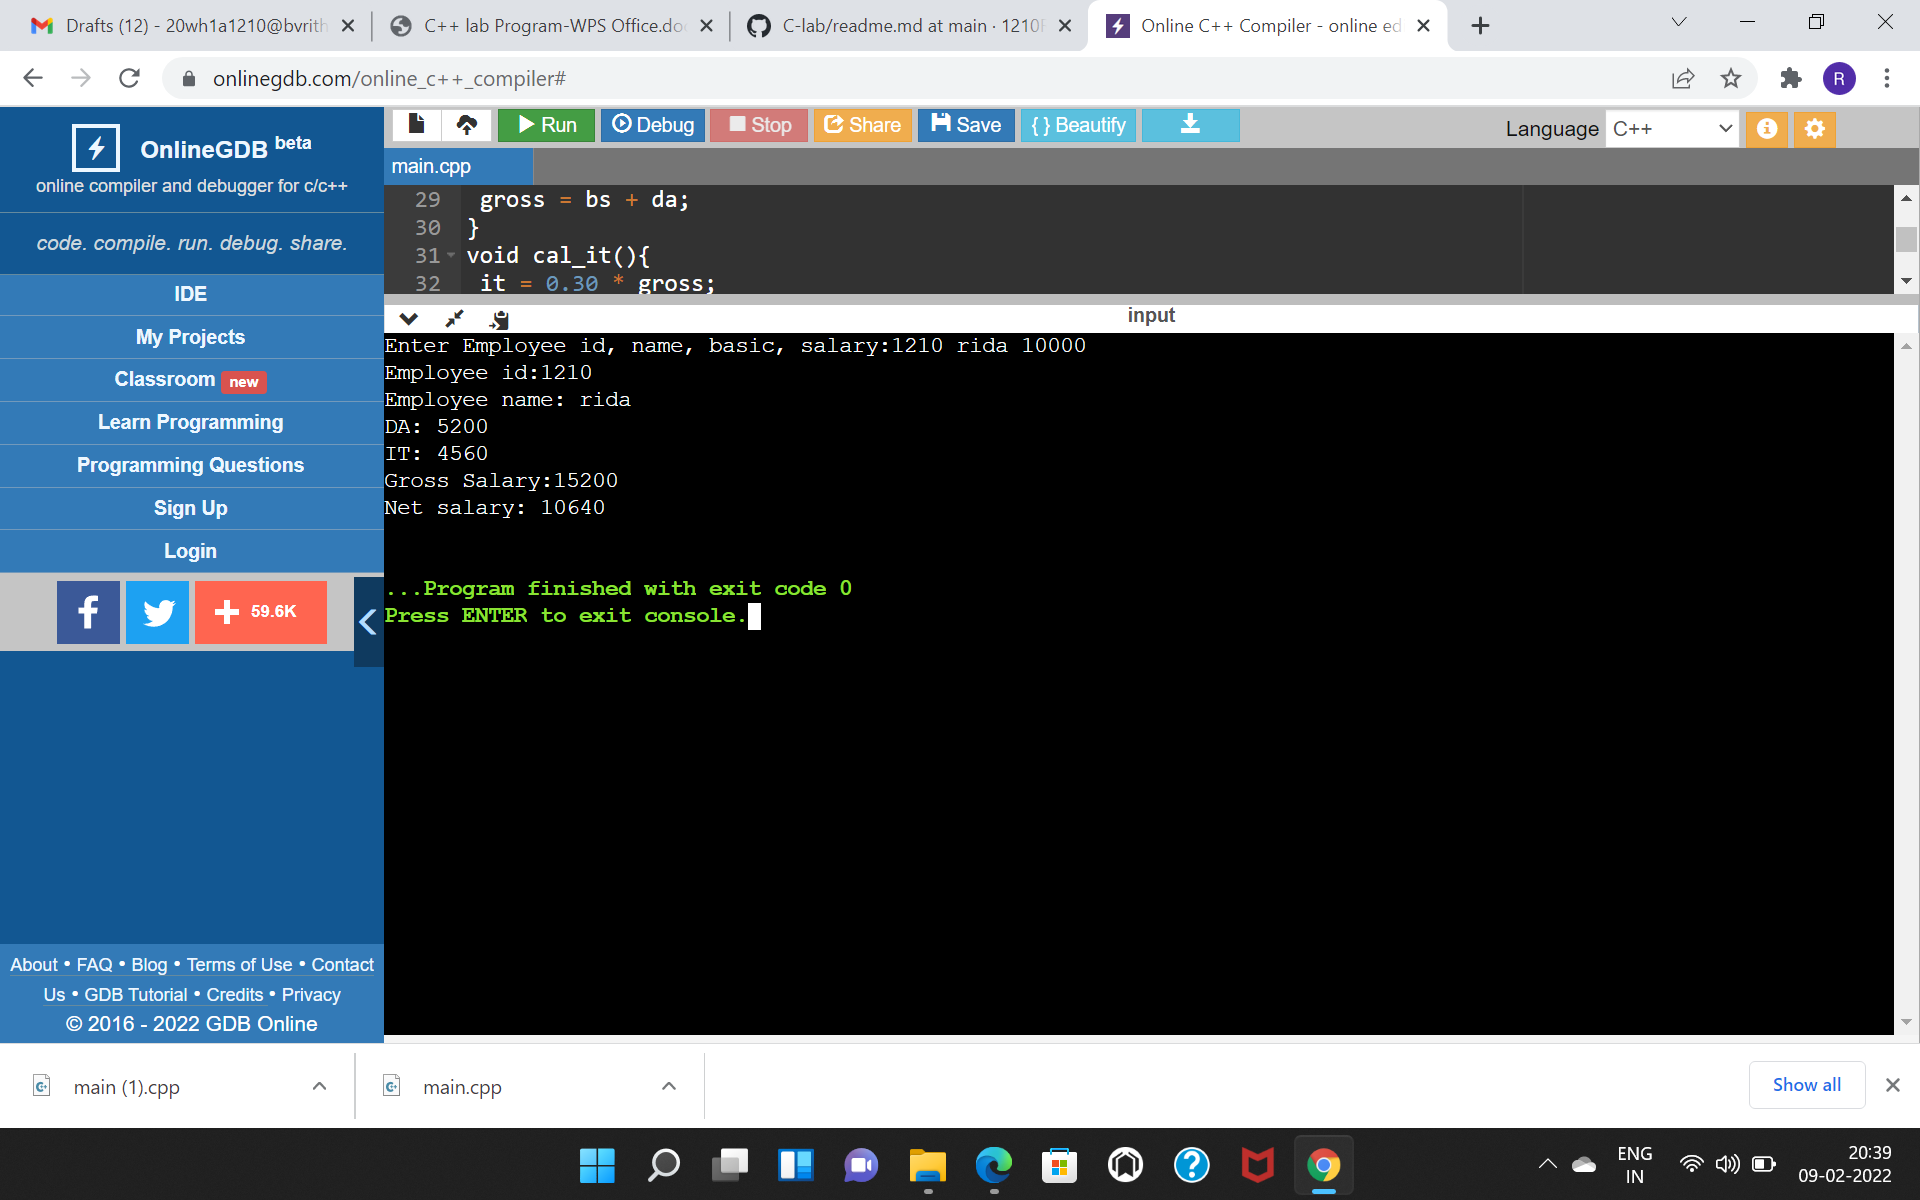 Drafts (12) - 20wh1a1210@bvrith
C++ lab Program-WPS Office.doc
C-lab/readme.md at main · 1210
Online C++ Compiler - online ed
onlinegdb.com/online_c++_compiler#
R
OnlineGDB beta
online compiler and debugger for c/c++
code. compile. run. debug. share.
IDE
My Projects
Classroom new
Learn Programming
Programming Questions
Sign Up
Login
f
59.6K
About • FAQ • Blog • Terms of Use • Contact
Us • GDB Tutorial • Credits • Privacy
© 2016 - 2022 GDB Online
Run
Debug
Stop
Share
Save
{ } Beautify
Language C++
main.cpp
29 gross = bs + da;
30 }
31 void cal_it(){
32 it = 0.30 * gross;
input
Enter Employee id, name, basic, salary:1210 rida 10000
Employee id:1210
Employee name: rida
DA: 5200
IT: 4560
Gross Salary:15200
Net salary: 10640
...Program finished with exit code 0
Press ENTER to exit console.
main (1).cpp
main.cpp
Show all
ENG
IN
20:39
09-02-2022